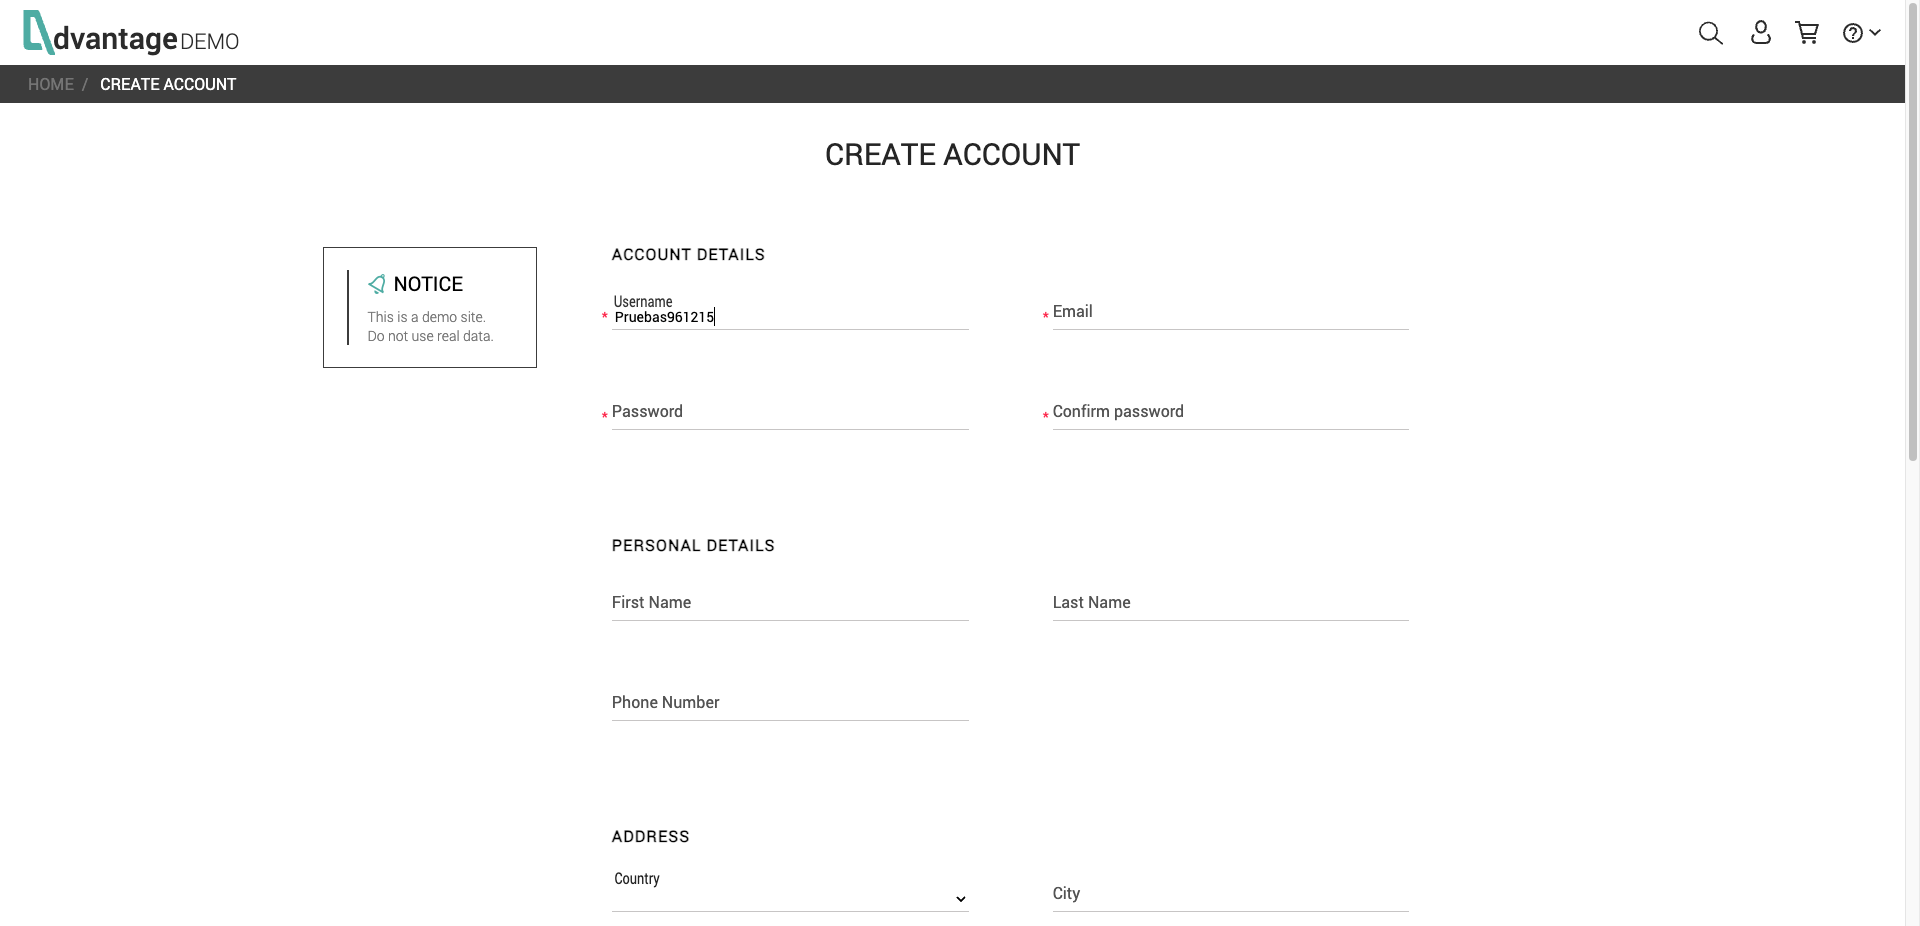 dvantage DEMO
HOME / CREATE ACCOUNT
CREATE ACCOUNT
NOTICE
This is a demo site.
Do not use real data.
ACCOUNT DETAILS
Username
* Pruebas961215
* Email
* Password
* Confirm password
PERSONAL DETAILS
First Name
Last Name
Phone Number
ADDRESS
Country
City